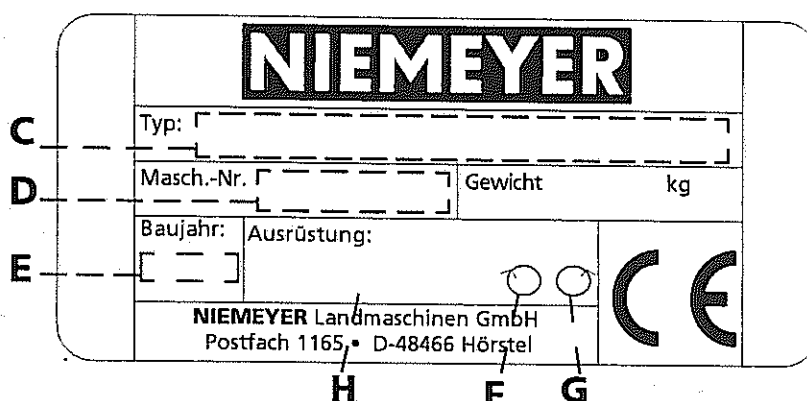 NIEMEYER
C Typ:
D Masch.-Nr. Gewicht kg
E Baujahr: Ausrüstung:
CE
NIEMEYER Landmaschinen GmbH
Postfach 1165 • D-48466 Hörstel
H F G